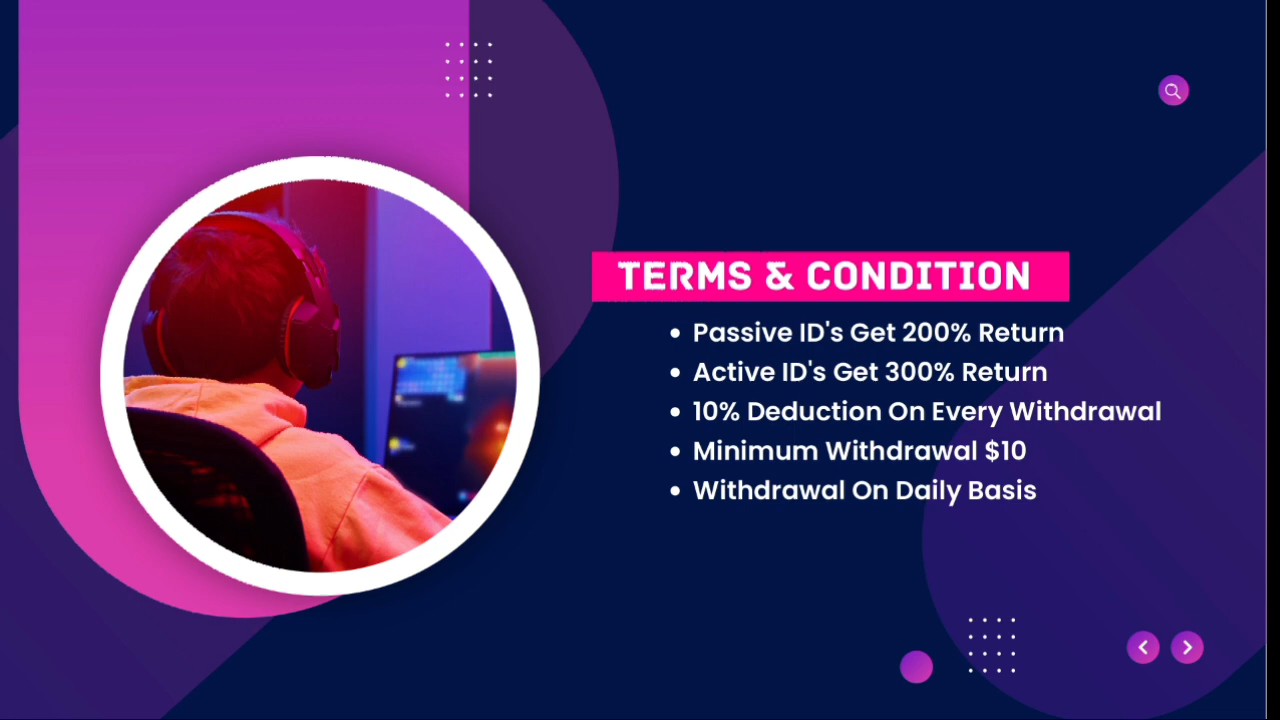 TERMS & CONDITION
• Passive ID's Get 200% Return
• Active ID's Get 300% Return
• 10% Deduction On Every Withdrawal
• Minimum Withdrawal $10
• Withdrawal On Daily Basis